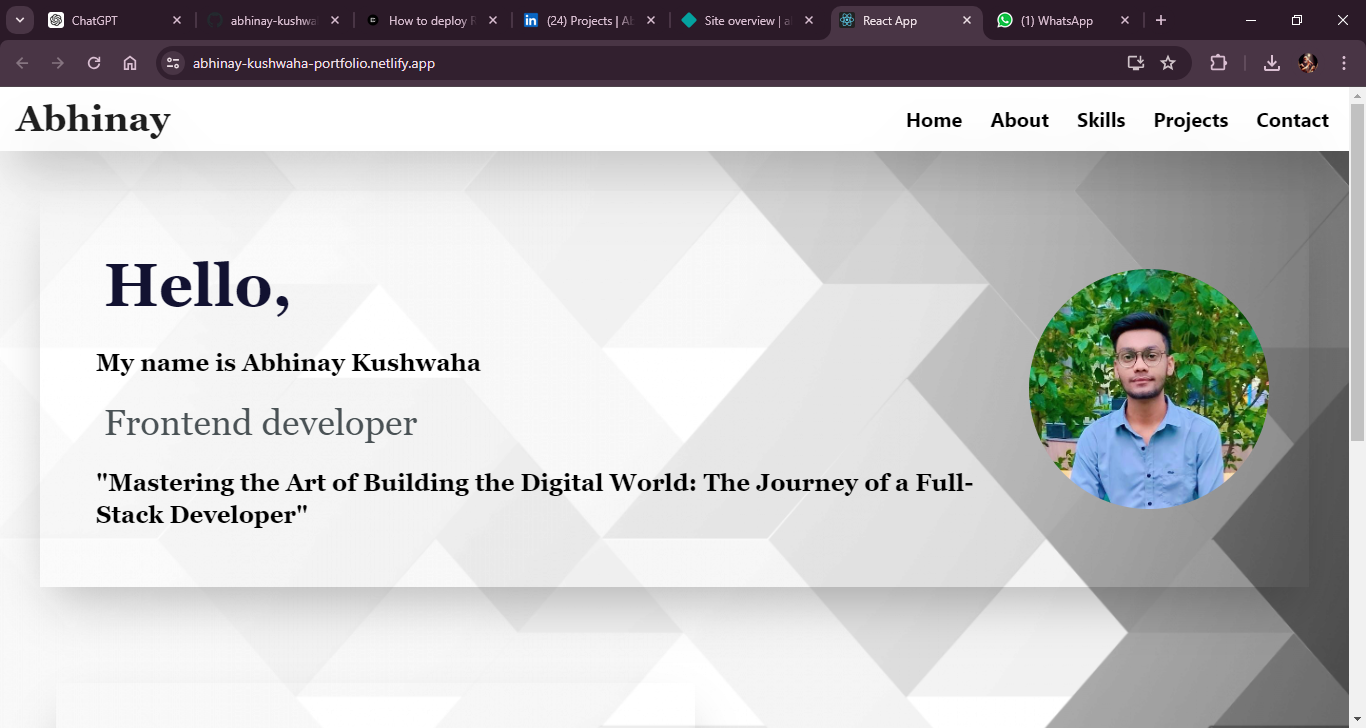 ChatGPT
abhinay-kushwa
How to deploy R
(24) Projects | Ab
Site overview | a
React App
(1) WhatsApp
abhinay-kushwaha-portfolio.netlify.app
Abhinay
Home
About
Skills
Projects
Contact
Hello,
My name is Abhinay Kushwaha
Frontend developer
"Mastering the Art of Building the Digital World: The Journey of a Full-
Stack Developer"